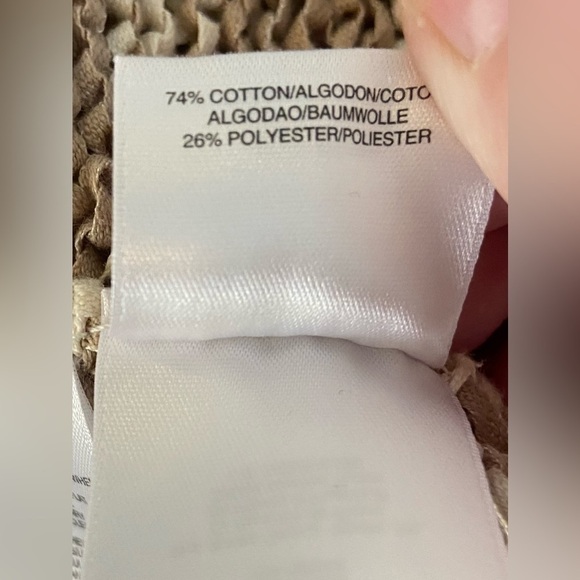 74% COTTON/ALGODON/COTO
ALGODAO/BAUMWOLLE
26% POLYESTER/POLIESTER